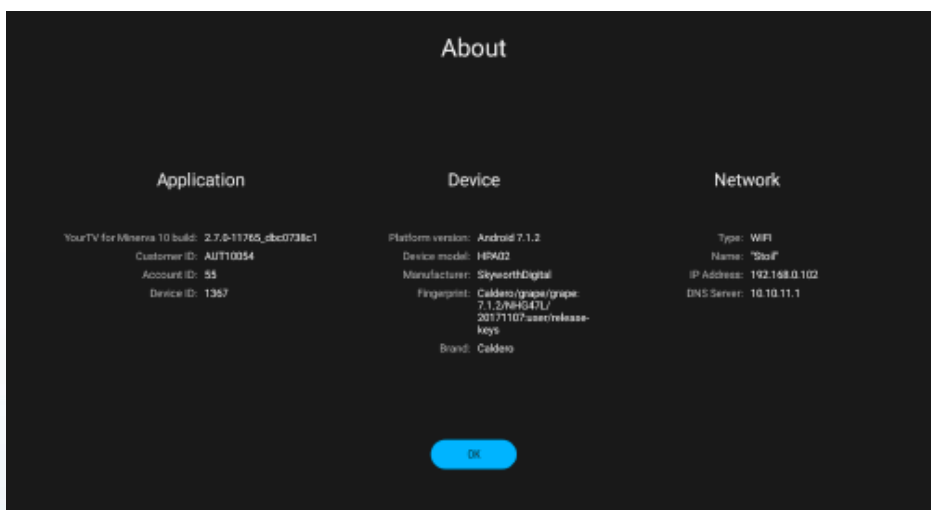 About
Application
YourTV for Minerva 10 build: 2.7.0-11765_dbc0738c1
Customer ID: AUT10054
Account ID: 55
Device ID: 1367
Device
Platform version: Android 7.1.2
Device model: HPA02
Manufacturer: SkyworthDigital
Fingerprint: Caldero/grape/grape:
7.1.2/NHG47L/
20171107:user/release-
keys
Brand: Caldero
Network
Type: WIFI
Name: "Stoil"
IP Address: 192.168.0.102
DNS Server: 10.10.11.1
OK